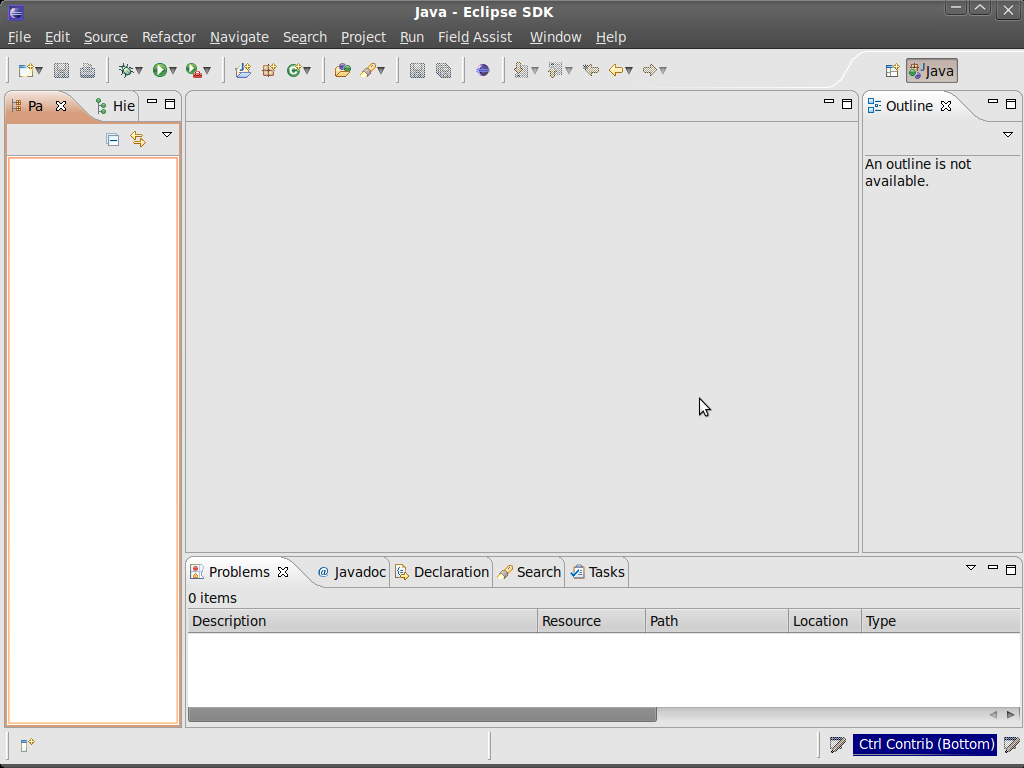 Java - Eclipse SDK
File Edit Source Refactor Navigate Search Project Run Field Assist Window Help
Java
Pa Hie
Outline
An outline is not
available.
Problems @ Javadoc Declaration Search Tasks
0 items
Description Resource Path Location Type
Ctrl Contrib (Bottom)